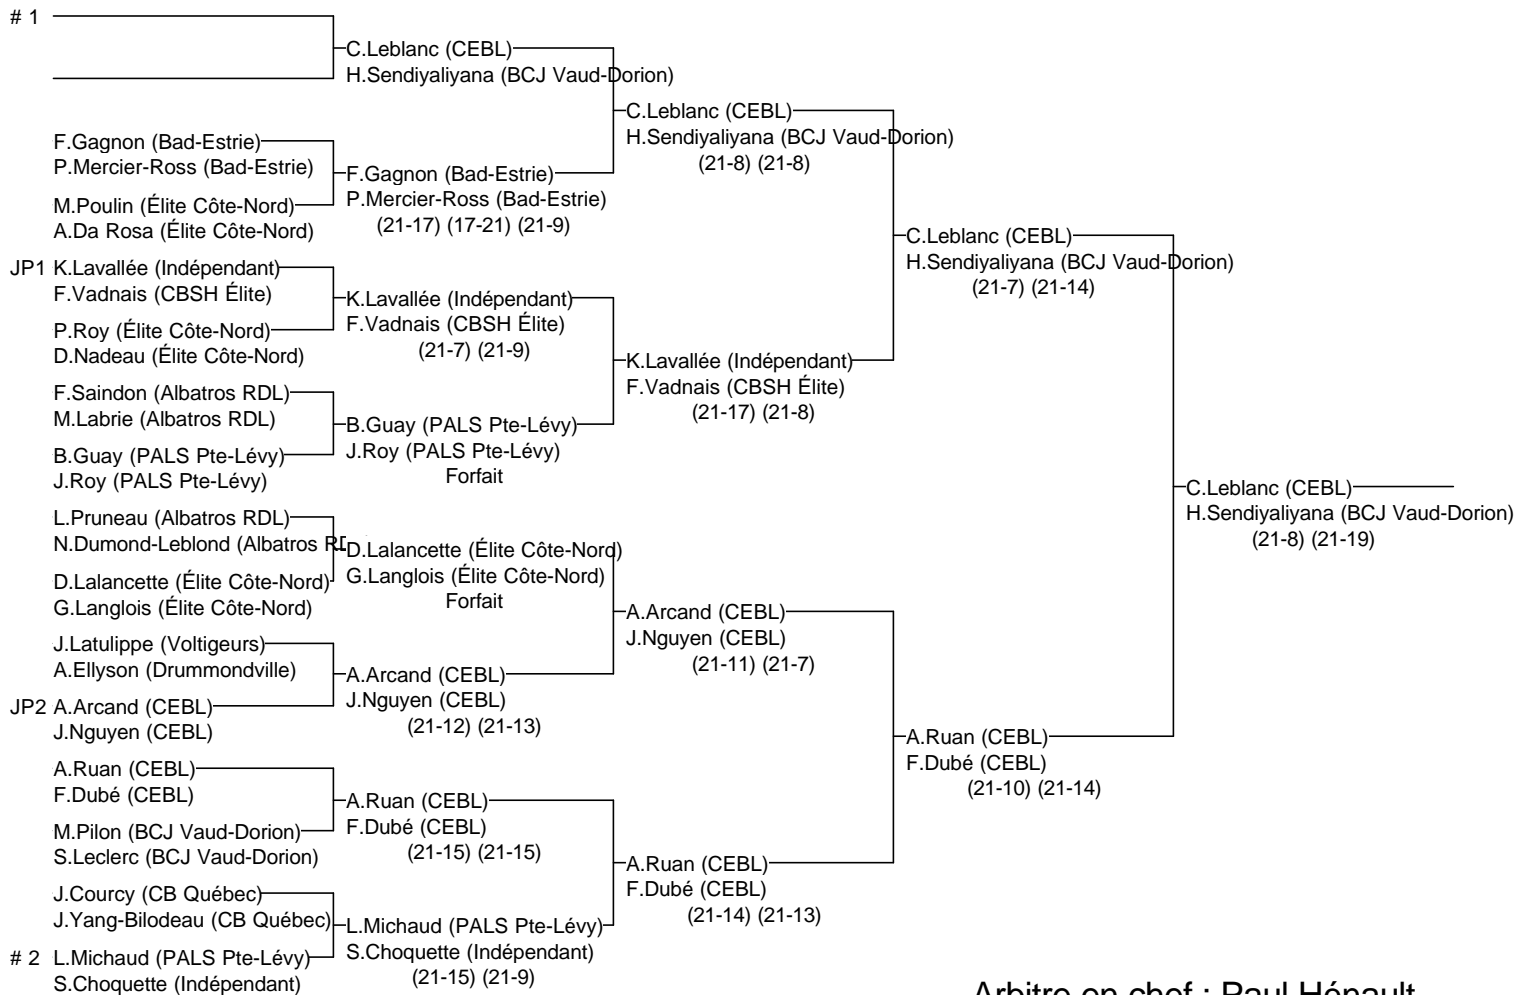 # 1
C.Leblanc (CEBL)
H.Sendiyaliyana (BCJ Vaud-Dorion)
F.Gagnon (Bad-Estrie)
P.Mercier-Ross (Bad-Estrie)
M.Poulin (Élite Côte-Nord)
A.Da Rosa (Élite Côte-Nord)
F.Gagnon (Bad-Estrie)
P.Mercier-Ross (Bad-Estrie)
(21-17) (17-21) (21-9)
C.Leblanc (CEBL)
H.Sendiyaliyana (BCJ Vaud-Dorion)
(21-8) (21-8)
JP1 K.Lavallée (Indépendant)
F.Vadnais (CBSH Élite)
P.Roy (Élite Côte-Nord)
D.Nadeau (Élite Côte-Nord)
K.Lavallée (Indépendant)
F.Vadnais (CBSH Élite)
(21-7) (21-9)
F.Saindon (Albatros RDL)
M.Labrie (Albatros RDL)
B.Guay (PALS Pte-Lévy)
J.Roy (PALS Pte-Lévy)
B.Guay (PALS Pte-Lévy)
J.Roy (PALS Pte-Lévy)
Forfait
K.Lavallée (Indépendant)
F.Vadnais (CBSH Élite)
(21-17) (21-8)
C.Leblanc (CEBL)
H.Sendiyaliyana (BCJ Vaud-Dorion)
(21-7) (21-14)
L.Pruneau (Albatros RDL)
N.Dumond-Leblond (Albatros
D.Lalancette (Élite Côte-Nord)
G.Langlois (Élite Côte-Nord)
D.Lalancette (Élite Côte-Nord)
G.Langlois (Élite Côte-Nord)
Forfait
J.Latulippe (Voltigeurs)
A.Ellyson (Drummondville)
JP2 A.Arcand (CEBL)
J.Nguyen (CEBL)
A.Arcand (CEBL)
J.Nguyen (CEBL)
(21-12) (21-13)
A.Arcand (CEBL)
J.Nguyen (CEBL)
(21-11) (21-7)
A.Ruan (CEBL)
F.Dubé (CEBL)
M.Pilon (BCJ Vaud-Dorion)
S.Leclerc (BCJ Vaud-Dorion)
A.Ruan (CEBL)
F.Dubé (CEBL)
(21-15) (21-15)
J.Courcy (CB Québec)
J.Yang-Bilodeau (CB Québec)
# 2 L.Michaud (PALS Pte-Lévy)
S.Choquette (Indépendant)
L.Michaud (PALS Pte-Lévy)
S.Choquette (Indépendant)
(21-15) (21-9)
A.Ruan (CEBL)
F.Dubé (CEBL)
(21-14) (21-13)
A.Ruan (CEBL)
F.Dubé (CEBL)
(21-10) (21-14)
C.Leblanc (CEBL)
H.Sendiyaliyana (BCJ Vaud-Dorion)
(21-8) (21-19)
Arbitre en chef : Paul Hénault